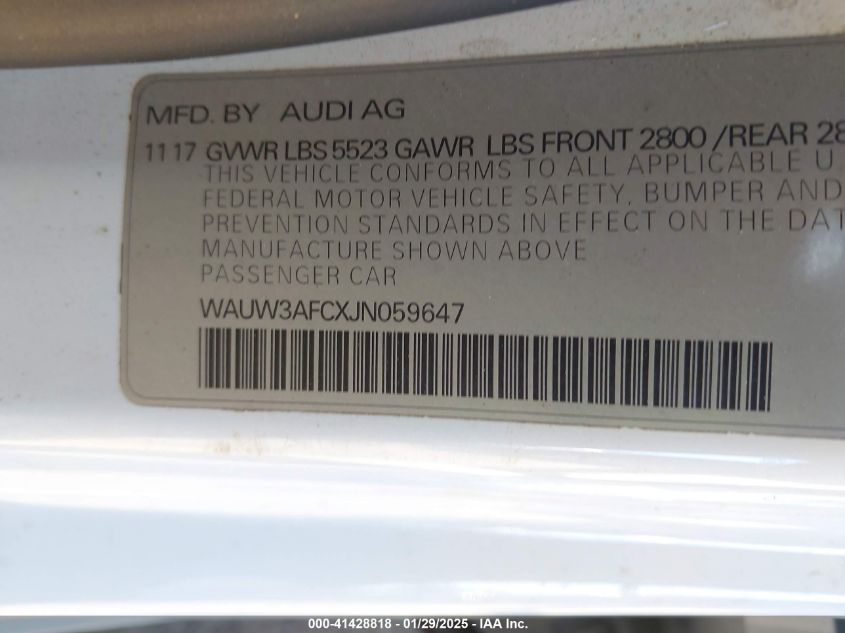 MFD. BY AUDI AG
11 17 GVWR LBS 5523 GAWR LBS FRONT 2800 /REAR 28
THIS VEHICLE CONFORMS TO ALL APPLICABLE U.
FEDERAL MOTOR VEHICLE SAFETY, BUMPER AND
PREVENTION STANDARDS IN EFFECT ON THE DAT
MANUFACTURE SHOWN ABOVE
PASSENGER CAR
WAUW3AFCXJN059647
000-41428818 - 01/29/2025 - IAA Inc.